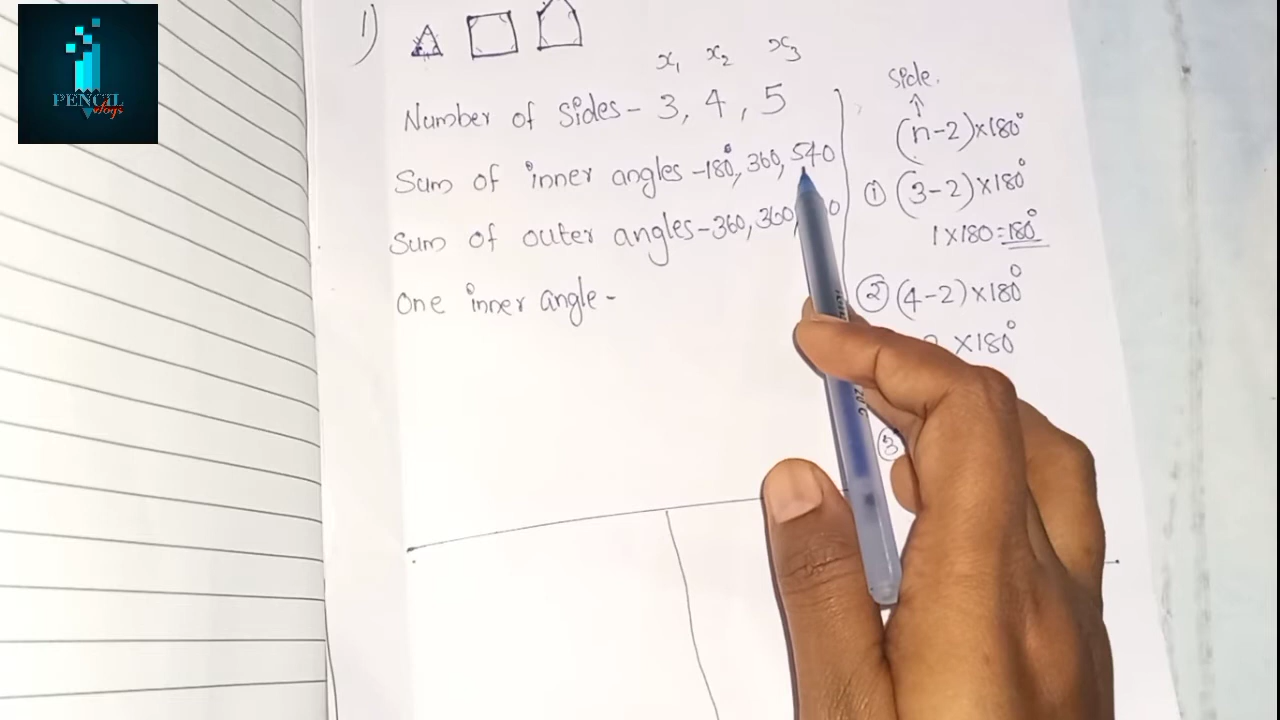 PENCIL
vlogs
1)
x₁ x₂ x₃
Number of sides - 3, 4, 5
Sum of inner angles - 180°, 360, 540
Sum of outer angles - 360, 360,
One inner angle -
side.
↑
(n-2)×180°
① (3-2)×180°
1×180=180°
② (4-2)×180°
×180°
③